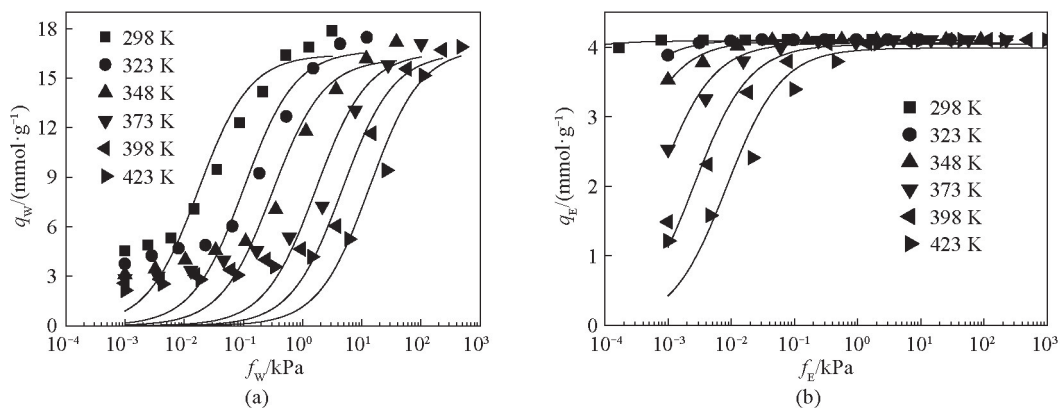 18
15
12
9
6
3
0
q_W/(mmol·g⁻¹)
298 K
323 K
348 K
373 K
398 K
423 K
10⁻⁴ 10⁻³ 10⁻² 10⁻¹ 10⁰ 10¹ 10² 10³
f_W/kPa
(a)
4
3
2
1
0
q_E/(mmol·g⁻¹)
298 K
323 K
348 K
373 K
398 K
423 K
10⁻⁴ 10⁻³ 10⁻² 10⁻¹ 10⁰ 10¹ 10² 10³
f_E/kPa
(b)